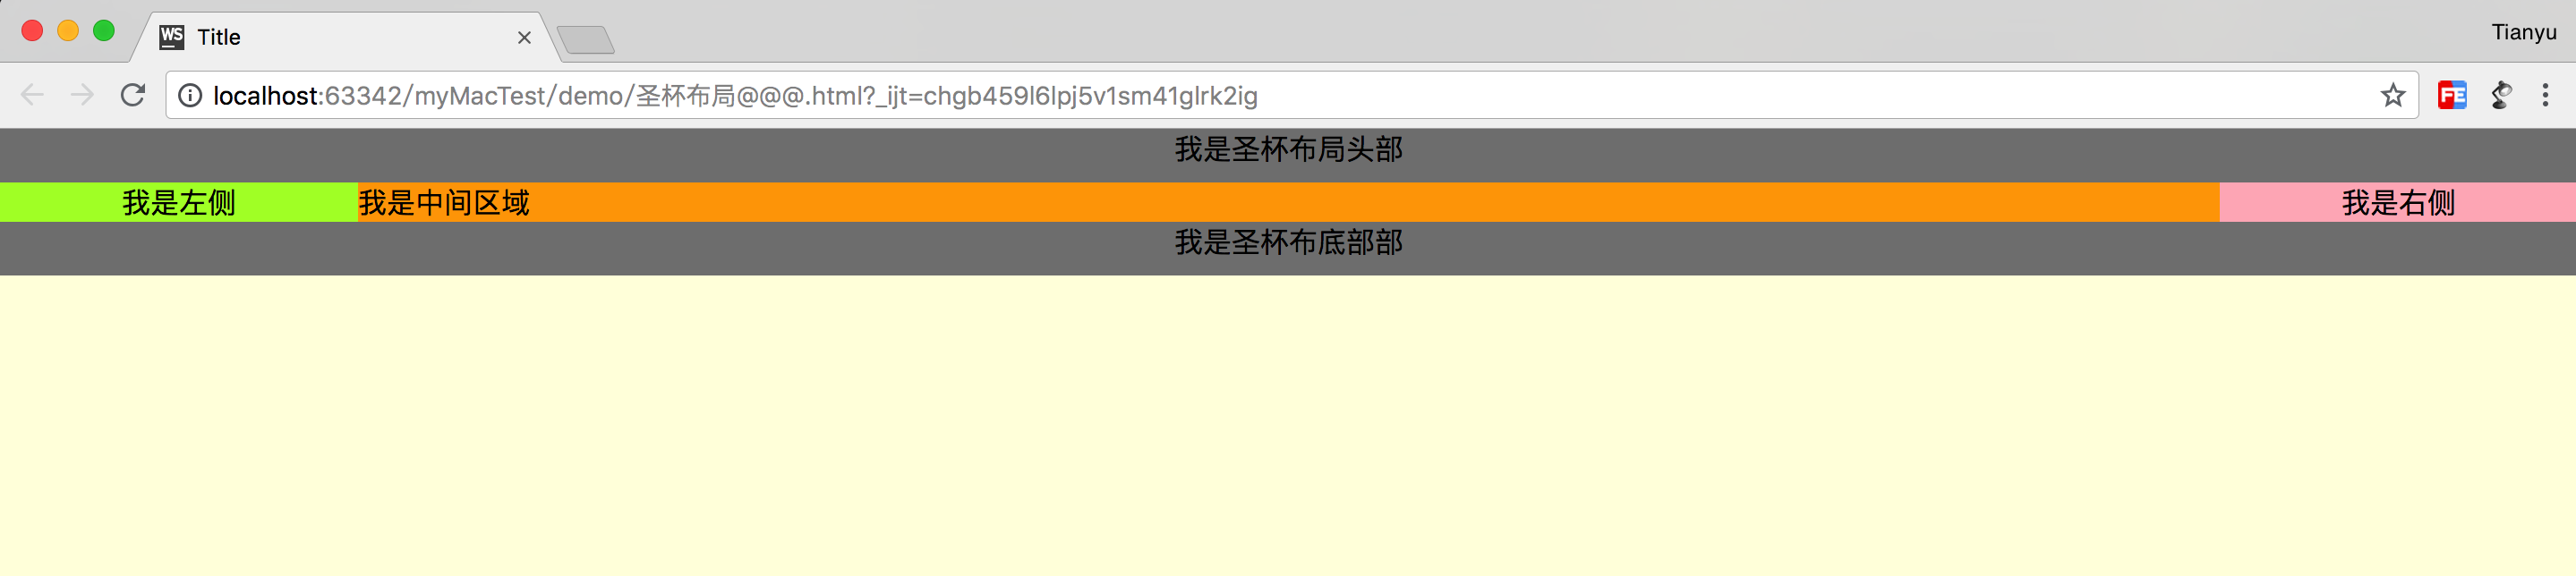 WS Title
Tianyu
localhost:63342/myMacTest/demo/圣杯布局@@@.html?_ijt=chgb459l6lpj5v1sm41glrk2ig
FE
我是圣杯布局头部
我是左侧 我是中间区域 我是右侧
我是圣杯布底部部